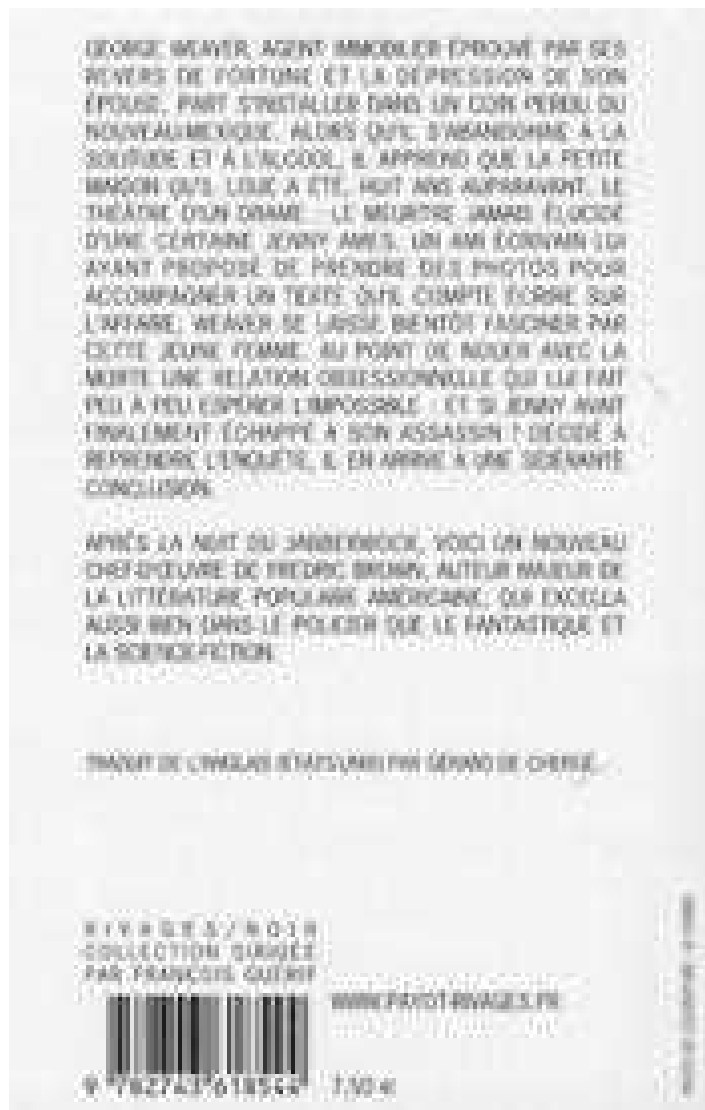 GEORGE WEAVER, AGENT IMMOBILIER ÉPROUVÉ PAR SES
REVERS DE FORTUNE ET LA DÉPRESSION DE SON
ÉPOUSE, PART S'INSTALLER DANS UN COIN PERDU DU
NOUVEAU-MEXIQUE. ALORS QU'IL S'ABANDONNE À LA
SOLITUDE ET À L'ALCOOL, IL APPREND QUE LA PETITE
MAISON QU'IL LOUE A ÉTÉ, HUIT ANS AUPARAVANT, LE
THÉÂTRE D'UN DRAME : LE MEURTRE JAMAIS ÉLUCIDÉ
D'UNE CERTAINE JENNY AMES. UN AMI ÉCRIVAIN LUI
AYANT PROPOSÉ DE PRENDRE DES PHOTOS POUR
ACCOMPAGNER UN TEXTE QU'IL COMPTE ÉCRIRE SUR
L'AFFAIRE, WEAVER SE LAISSE BIENTÔT FASCINER PAR
CETTE JEUNE FEMME, AU POINT DE NOUER AVEC LA
MORTE UNE RELATION OBSESSIONNELLE QUI LUI FAIT
PEU À PEU ESPÉRER L'IMPOSSIBLE : ET SI JENNY AVAIT
FINALEMENT ÉCHAPPÉ À SON ASSASSIN ? DÉCIDÉ À
REPRENDRE L'ENQUÊTE, IL EN ARRIVE À UNE SIDÉRANTE
CONCLUSION.
APRÈS LA NUIT DU JABBERWOCK, VOICI UN NOUVEAU
CHEF-D'ŒUVRE DE FREDRIC BROWN, AUTEUR MAJEUR DE
LA LITTÉRATURE POPULAIRE AMÉRICAINE, QUI EXCELLA
AUSSI BIEN DANS LE POLICIER QUE LE FANTASTIQUE ET
LA SCIENCE-FICTION.
TRADUIT DE L'ANGLAIS (ÉTATS-UNIS) PAR GÉRARD DE CHERGÉ.
RIVAGES/NOIR
COLLECTION DIRIGÉE
PAR FRANÇOIS GUÉRIF
WWW.PAYOT-RIVAGES.FR
9 782743 618544
7,50 €